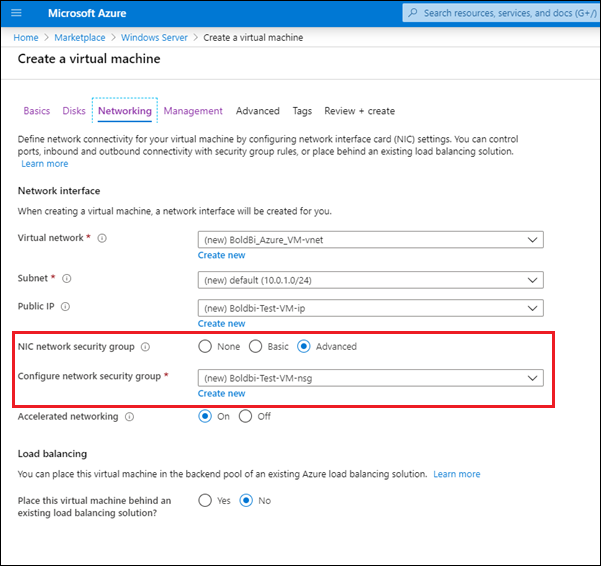 Microsoft Azure
Search resources, services, and docs (G+/)
Home > Marketplace > Windows Server > Create a virtual machine
Create a virtual machine
Basics Disks Networking Management Advanced Tags Review + create
Define network connectivity for your virtual machine by configuring network interface card (NIC) settings. You can control
ports, inbound and outbound connectivity with security group rules, or place behind an existing load balancing solution.
Learn more
Network interface
When creating a virtual machine, a network interface will be created for you.
Virtual network *
(new) BoldBi_Azure_VM-vnet
Create new
Subnet *
(new) default (10.0.1.0/24)
Public IP
(new) Boldbi-Test-VM-ip
Create new
NIC network security group
None Basic Advanced
Configure network security group *
(new) Boldbi-Test-VM-nsg
Create new
Accelerated networking
On Off
Load balancing
You can place this virtual machine in the backend pool of an existing Azure load balancing solution. Learn more
Place this virtual machine behind an
existing load balancing solution?
Yes No